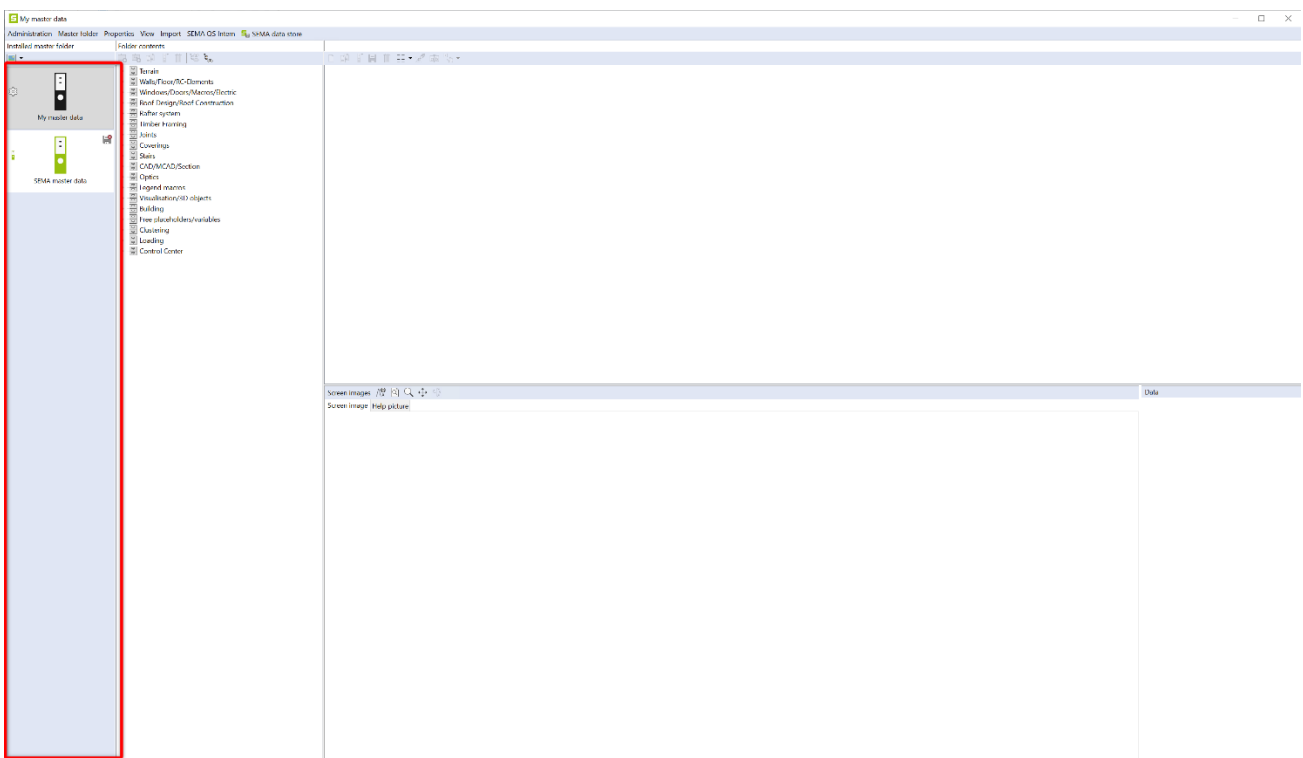 My master data
Administration Master folder Properties View Import SEMA QS Intern SEMA data store
Installed master folder
Folder contents
My master data
SEMA master data
Terrain
Walls/Floor/RC-Elements
Windows/Doors/Macros/Electric
Roof Design/Roof Construction
Rafter system
Timber Framing
Joints
Coverings
Stairs
CAD/MCAD/Section
Optics
Legend macros
Visualisation/3D objects
Building
Free placeholders/variables
Clustering
Loading
Control Center
Screen images
Data
Screen image Help picture